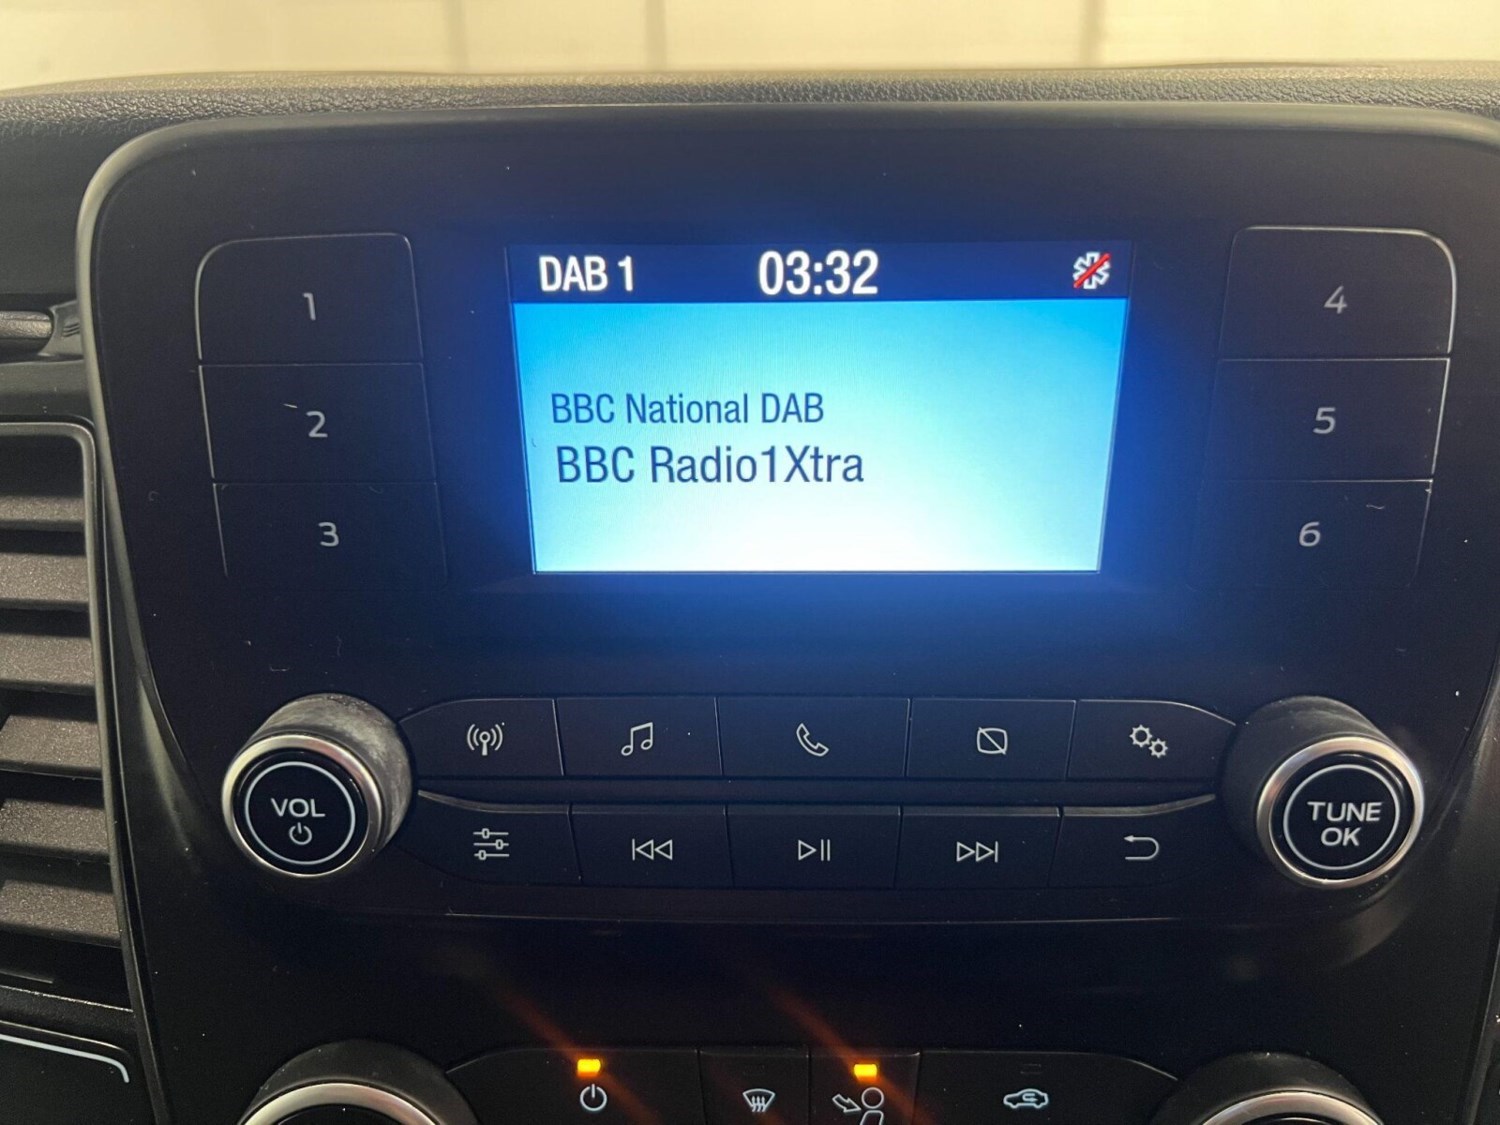 DAB 1 03:32
BBC National DAB
BBC Radio1Xtra
1
2
3
4
5
6
VOL
TUNE
OK